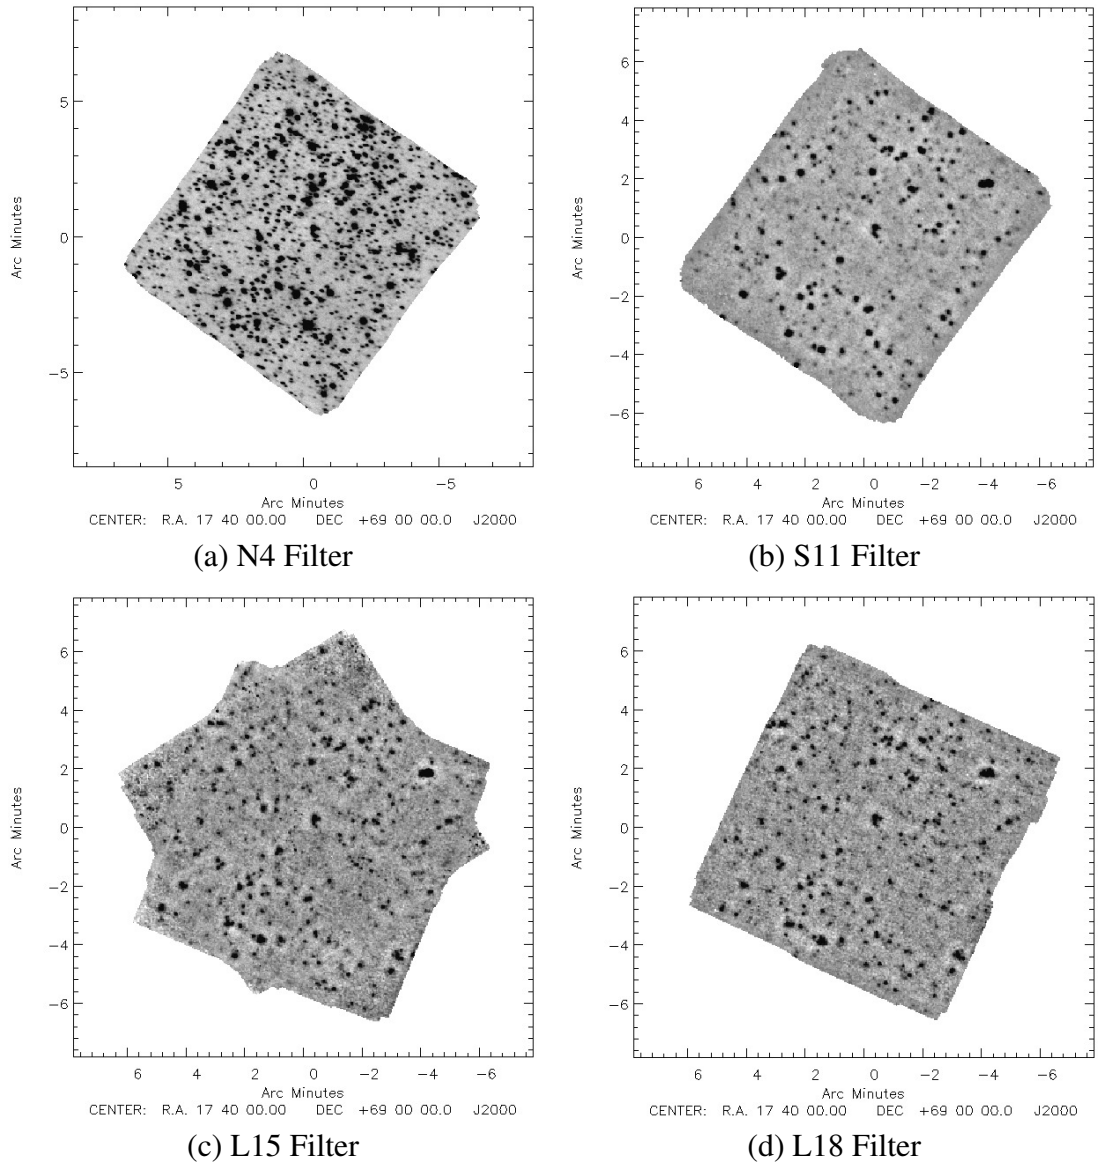 5
0
−5
Arc Minutes
5 0 −5
Arc Minutes
CENTER: R.A. 17 40 00.00 DEC +69 00 00.0 J2000
(a) N4 Filter
6
4
2
0
−2
−4
−6
Arc Minutes
6 4 2 0 −2 −4 −6
Arc Minutes
CENTER: R.A. 17 40 00.00 DEC +69 00 00.0 J2000
(b) S11 Filter
6
4
2
0
−2
−4
−6
Arc Minutes
6 4 2 0 −2 −4 −6
Arc Minutes
CENTER: R.A. 17 40 00.00 DEC +69 00 00.0 J2000
(c) L15 Filter
6
4
2
0
−2
−4
−6
Arc Minutes
6 4 2 0 −2 −4 −6
Arc Minutes
CENTER: R.A. 17 40 00.00 DEC +69 00 00.0 J2000
(d) L18 Filter